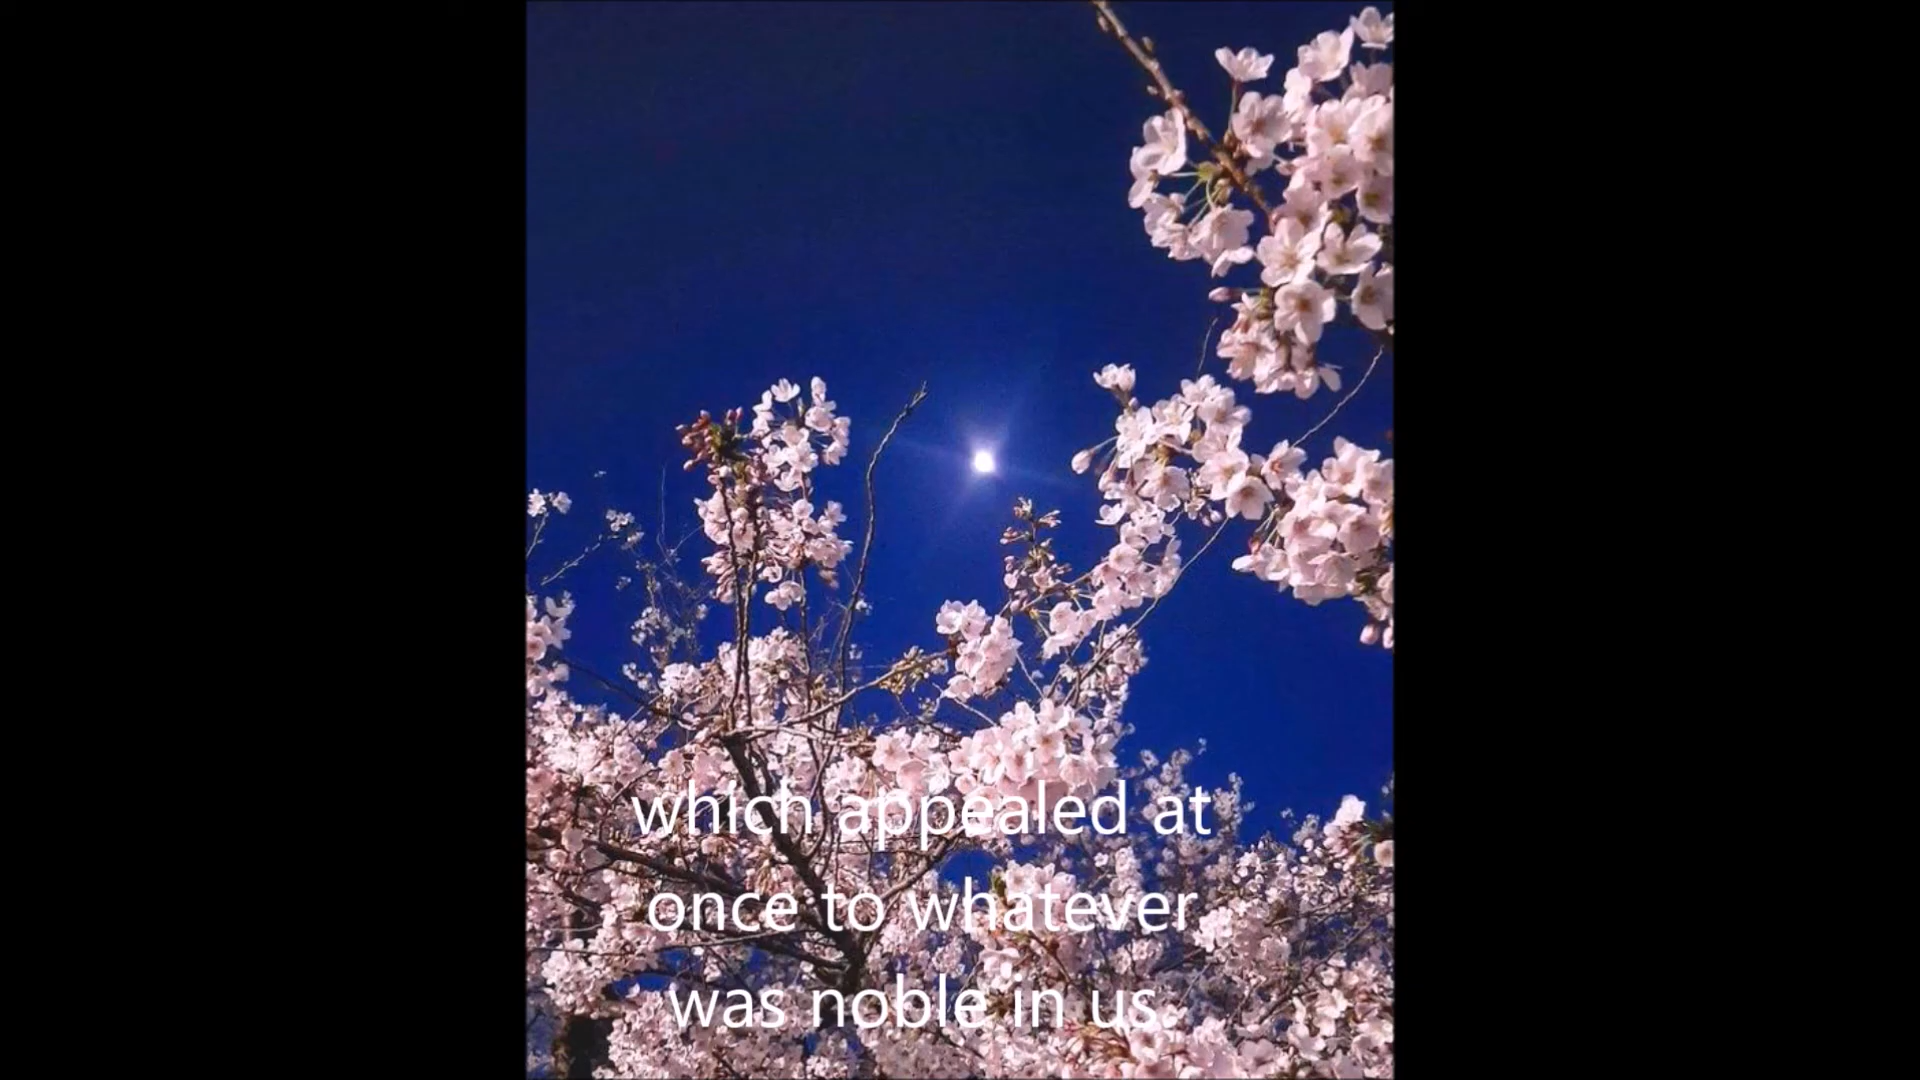 which appealed at
once to whatever
was noble in us.